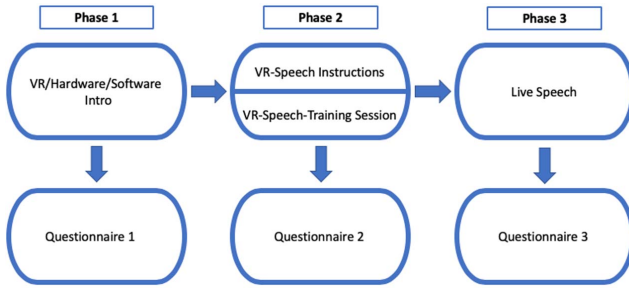 Phase 1
Phase 2
Phase 3
VR/Hardware/Software
Intro
VR-Speech Instructions
VR-Speech-Training Session
Live Speech
Questionnaire 1
Questionnaire 2
Questionnaire 3